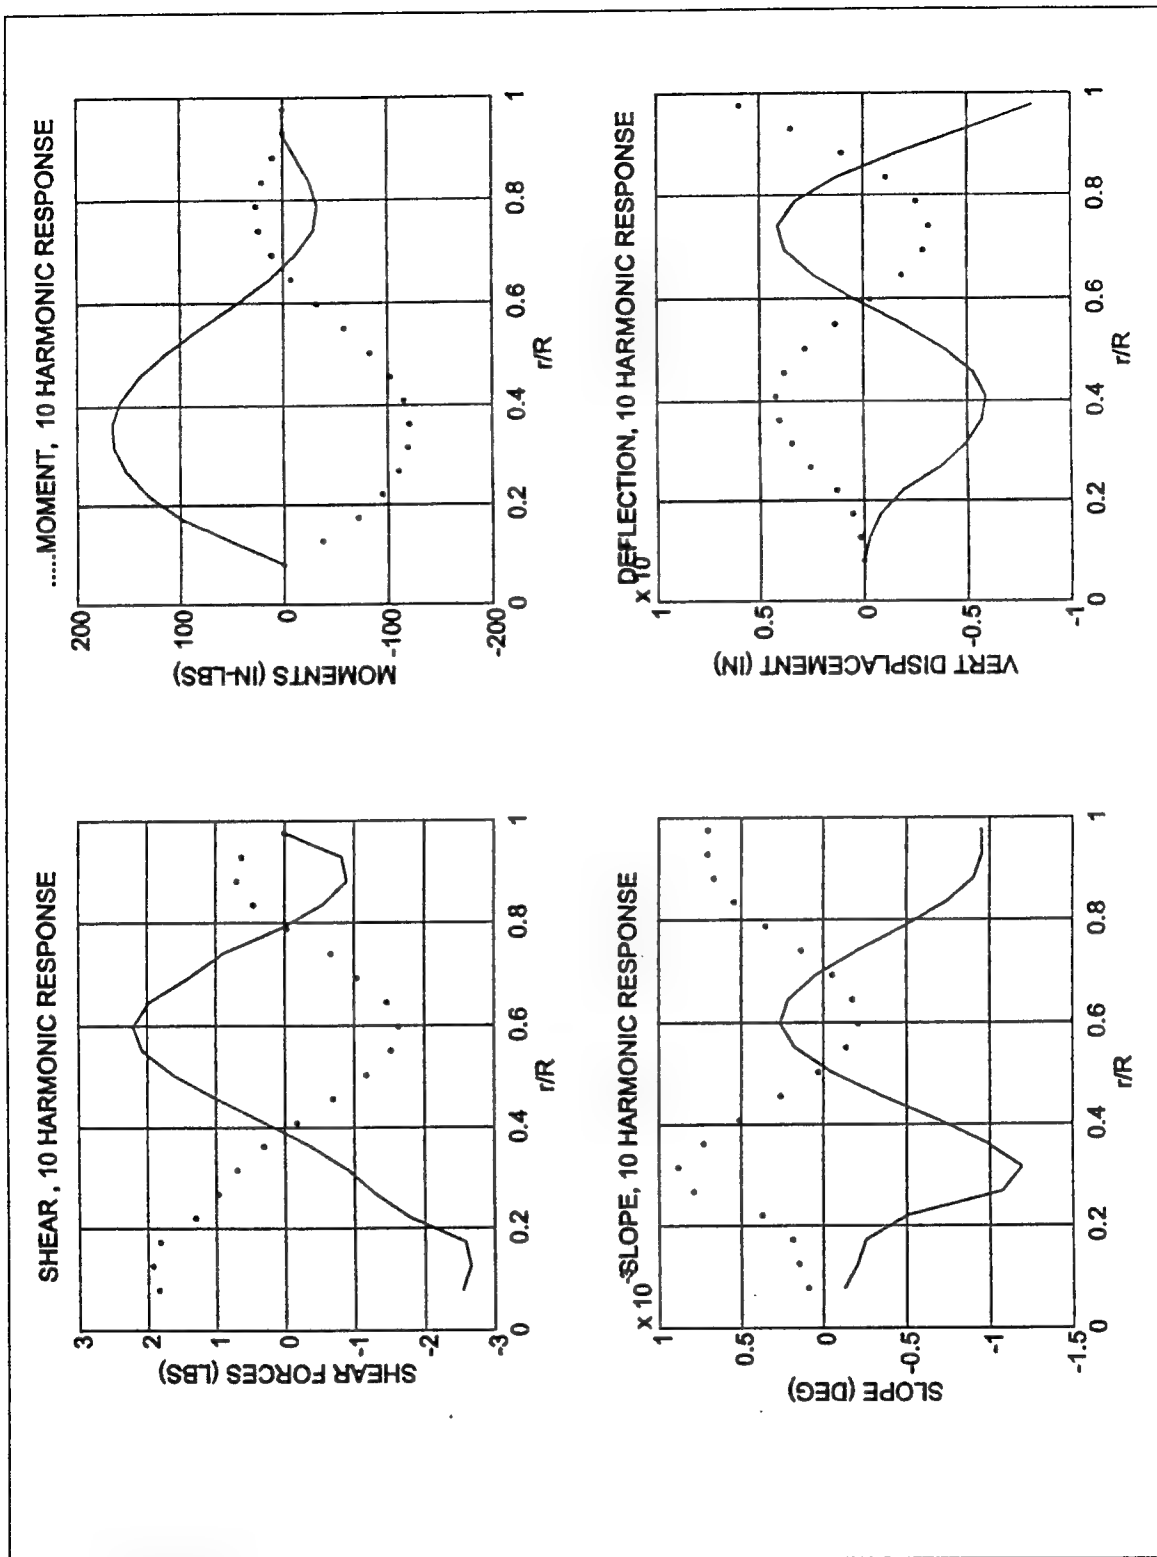 SHEAR , 10 HARMONIC RESPONSE
SHEAR FORCES (LBS)
3
2
1
0
-1
-2
-3
0 0.2 0.4 0.6 0.8 1
r/R
.....MOMENT, 10 HARMONIC RESPONSE
MOMENTS (IN-LBS)
200
100
0
-100
-200
0 0.2 0.4 0.6 0.8 1
r/R
x 10-3
SLOPE, 10 HARMONIC RESPONSE
SLOPE (DEG)
1
0.5
0
-0.5
-1
-1.5
0 0.2 0.4 0.6 0.8 1
r/R
x 10
DEFLECTION, 10 HARMONIC RESPONSE
VERT DISPLACEMENT (IN)
1
0.5
0
-0.5
-1
0 0.2 0.4 0.6 0.8 1
r/R